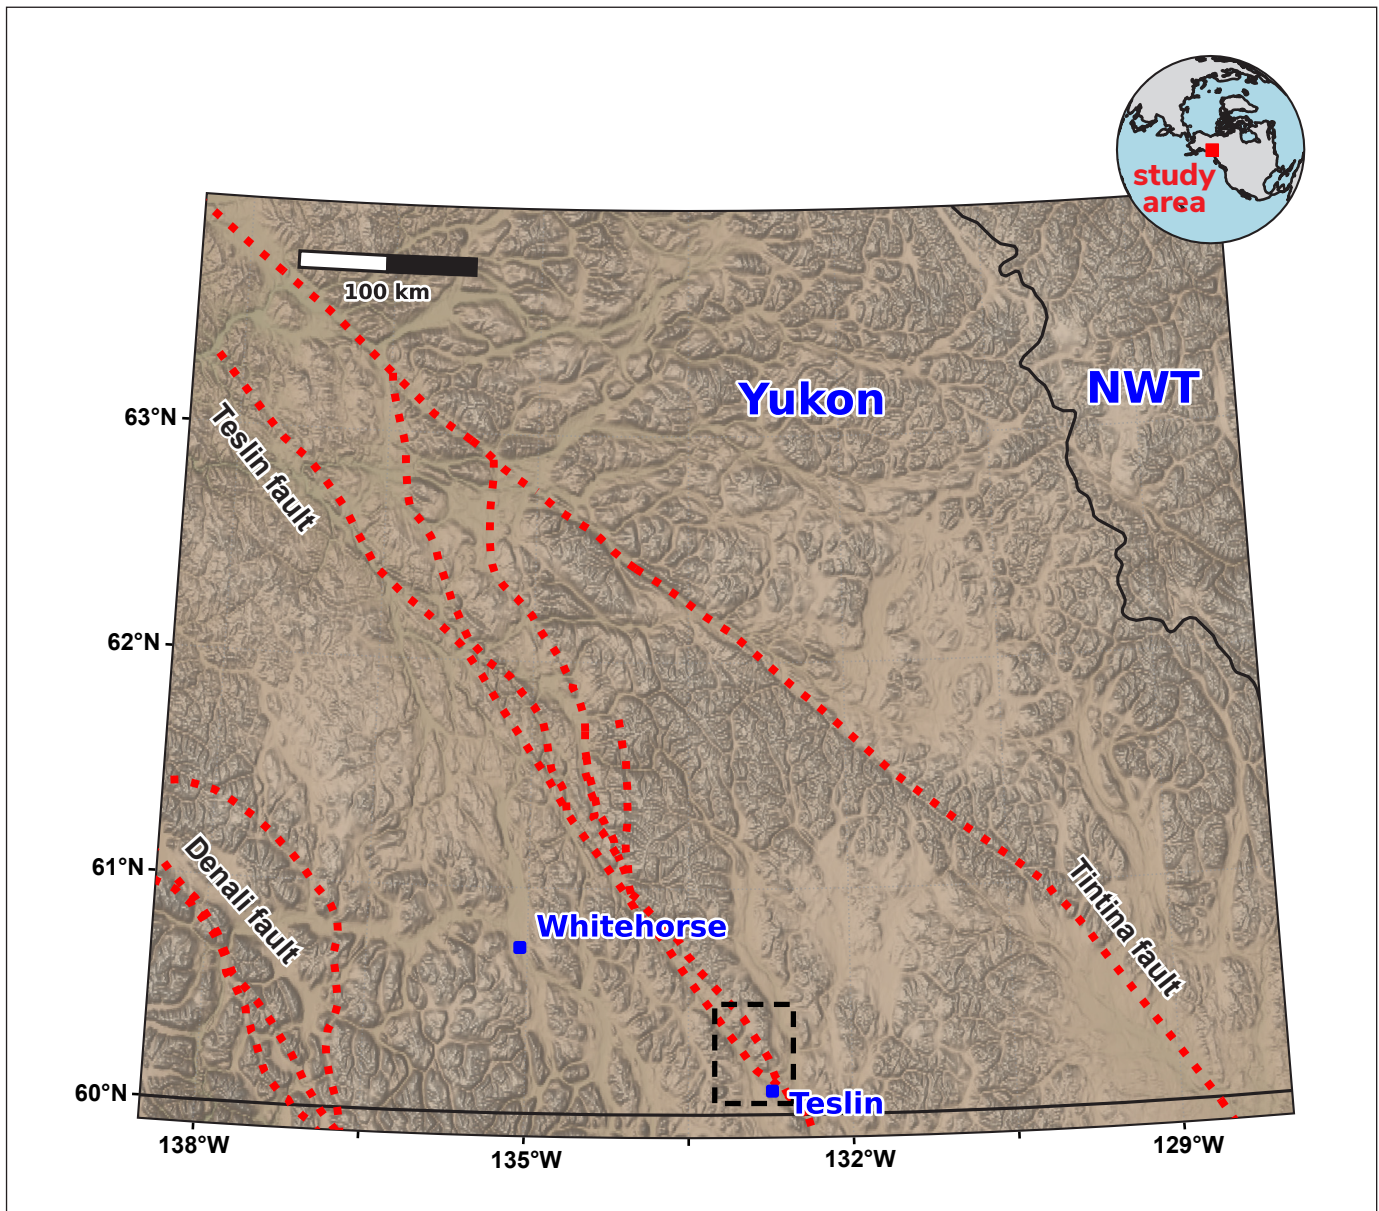 study
area
100 km
Yukon
NWT
63°N
Teslin fault
62°N
61°N
Denali fault
Tintina fault
Whitehorse
60°N
Teslin
138°W
135°W
132°W
129°W